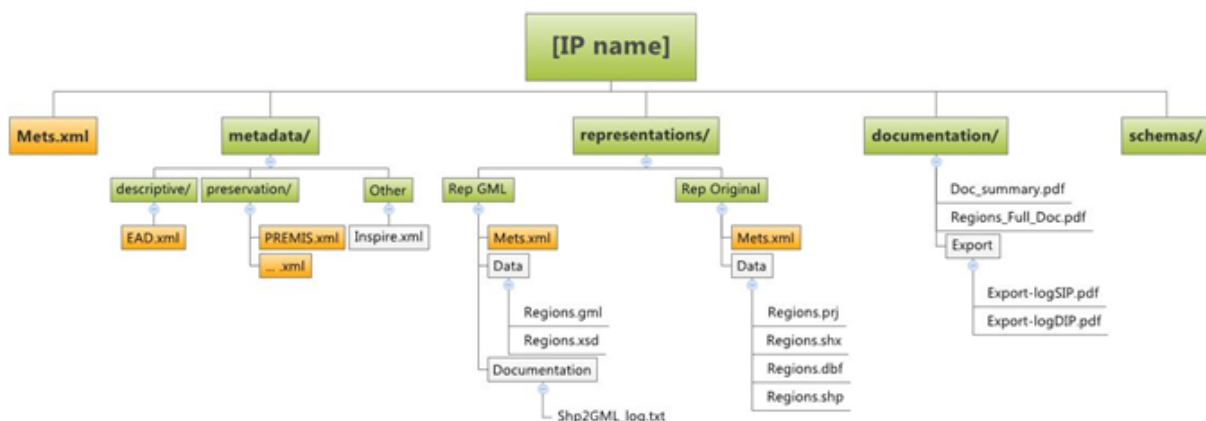 [IP name]
Mets.xml
metadata/
representations/
documentation/
schemas/
descriptive/
preservation/
Other
EAD.xml
PREMIS.xml
... .xml
Inspire.xml
Rep GML
Mets.xml
Data
Regions.gml
Regions.xsd
Documentation
Shp2GML_log.txt
Rep Original
Mets.xml
Data
Regions.prj
Regions.shx
Regions.dbf
Regions.shp
Doc_summary.pdf
Regions_Full_Doc.pdf
Export
Export-logSIP.pdf
Export-logDIP.pdf